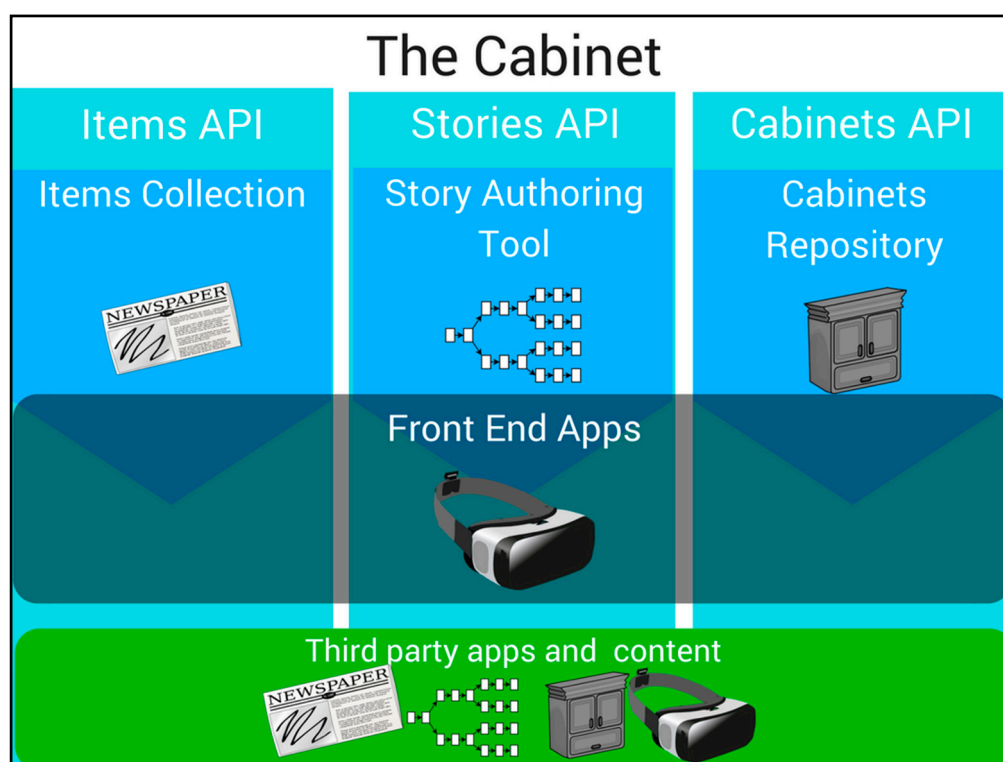 The Cabinet
Items API
Stories API
Cabinets API
Items Collection
Story Authoring
Tool
Cabinets
Repository
NEWSPAPER
Front End Apps
Third party apps and content
NEWSPAPER